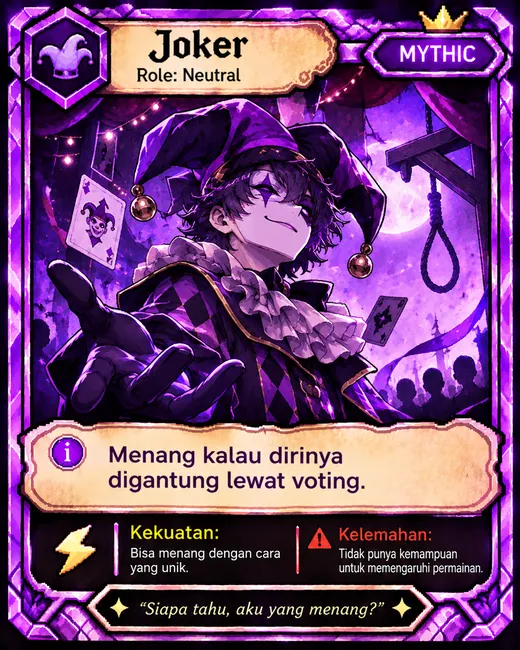 Joker
Role: Neutral
MYTHIC
Menang kalau dirinya
digantung lewat voting.
Kekuatan:
Bisa menang dengan cara
yang unik.
Kelemahan:
Tidak punya kemampuan
untuk memengaruhi permainan.
"Siapa tahu, aku yang menang?"